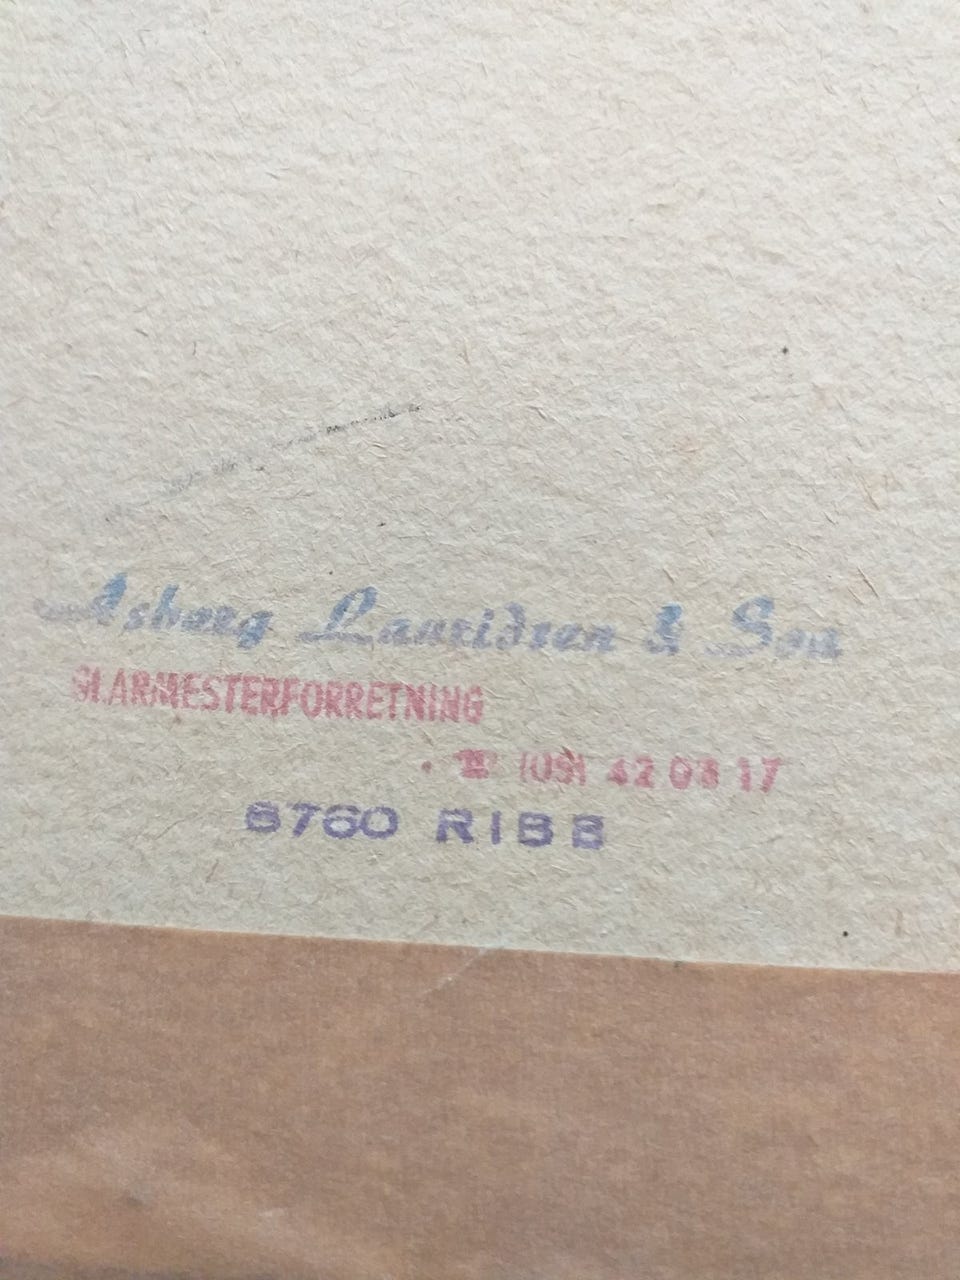 Asbørg Lauridsen & Søn
GLARMESTERFORRETNING
☎ (05) 42 08 17
6760 RIBE